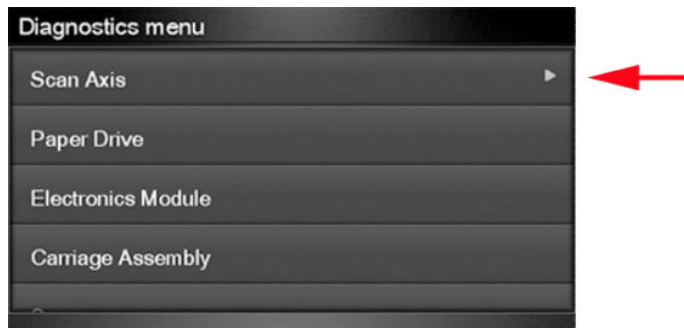 Diagnostics menu
Scan Axis
Paper Drive
Electronics Module
Carriage Assembly